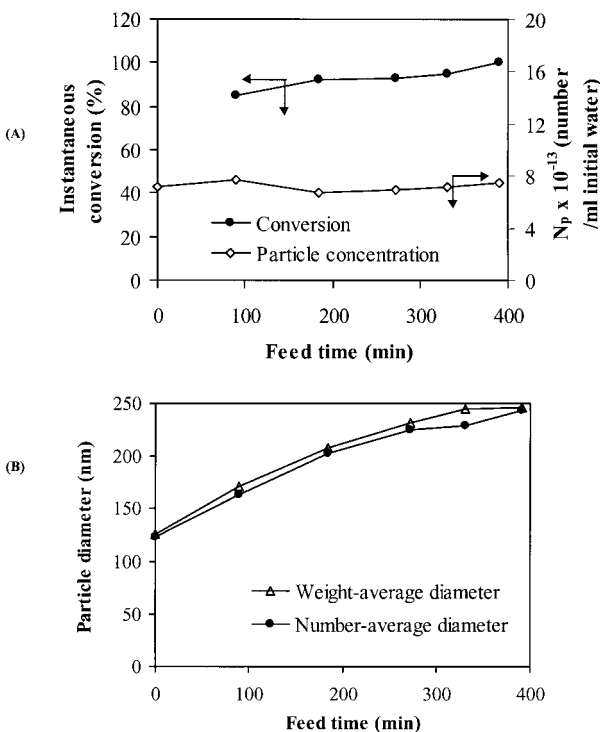 (A)
Instantaneous
conversion (%)
120
100
80
60
40
20
0
20
16
12
8
4
0
Np x 10-13 (number
/ml initial water)
Conversion
Particle concentration
0
100
200
300
400
Feed time (min)
(B)
Particle diameter (nm)
250
200
150
100
50
0
Weight-average diameter
Number-average diameter
0
100
200
300
400
Feed time (min)